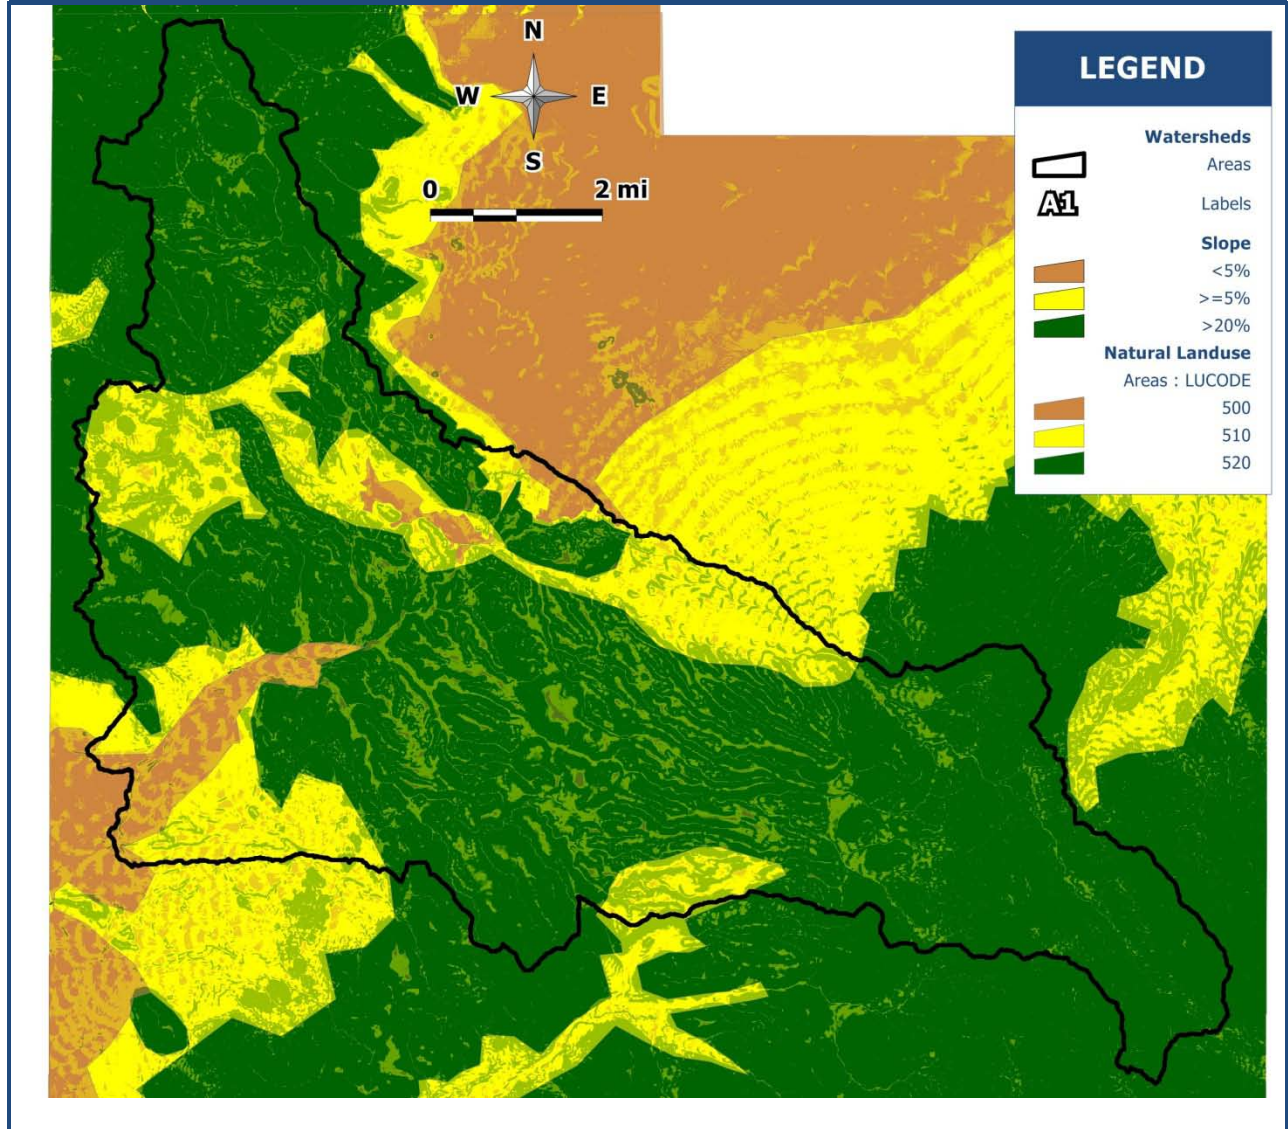 N
W E
S
0 2 mi
LEGEND
Watersheds
Areas
A1 Labels
Slope
<5%
>=5%
>20%
Natural Landuse
Areas : LUCODE
500
510
520